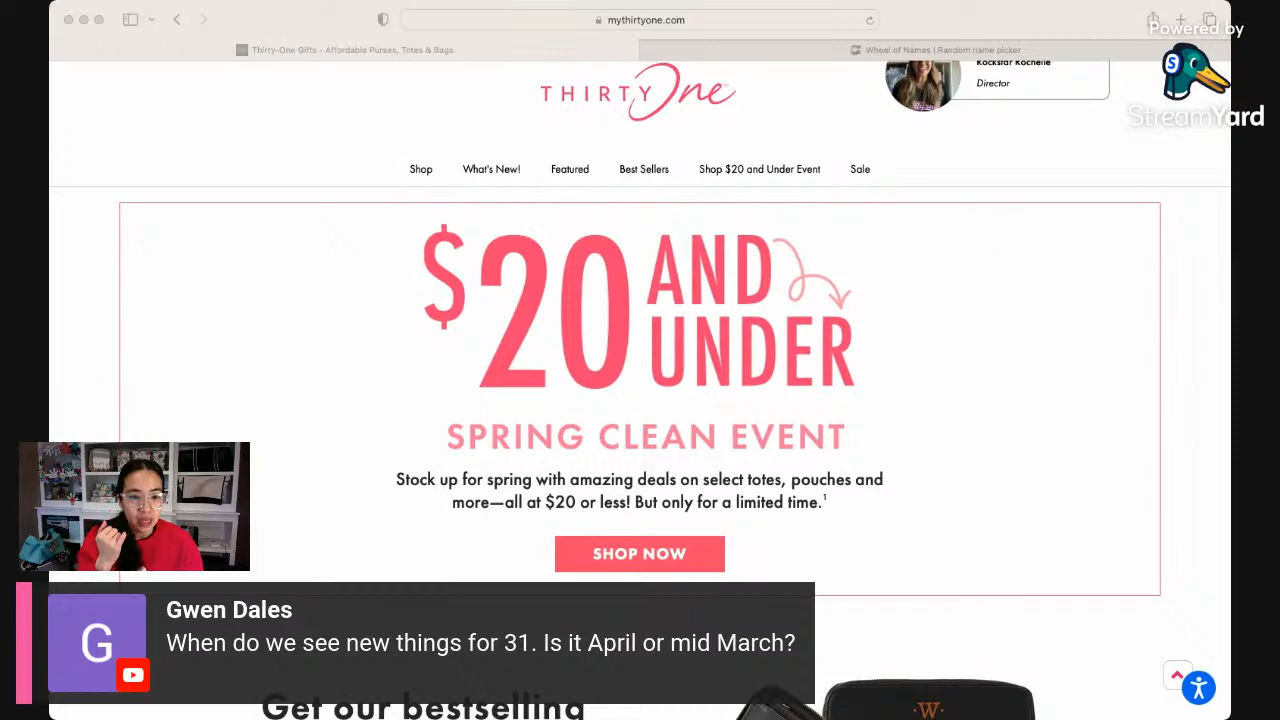 mythirtyone.com
Thirty-One Gifts - Affordable Purses, Totes & Bags
Wheel of Names | Random name picker
Powered by
StreamYard
S
THIRTY One
Rockstar Rochelle
Director
Shop
What's New!
Featured
Best Sellers
Shop $20 and Under Event
Sale
$20 AND
UNDER
SPRING CLEAN EVENT
Stock up for spring with amazing deals on select totes, pouches and
more—all at $20 or less! But only for a limited time.¹
SHOP NOW
G
Gwen Dales
When do we see new things for 31. Is it April or mid March?
Get our bestselling
·W·